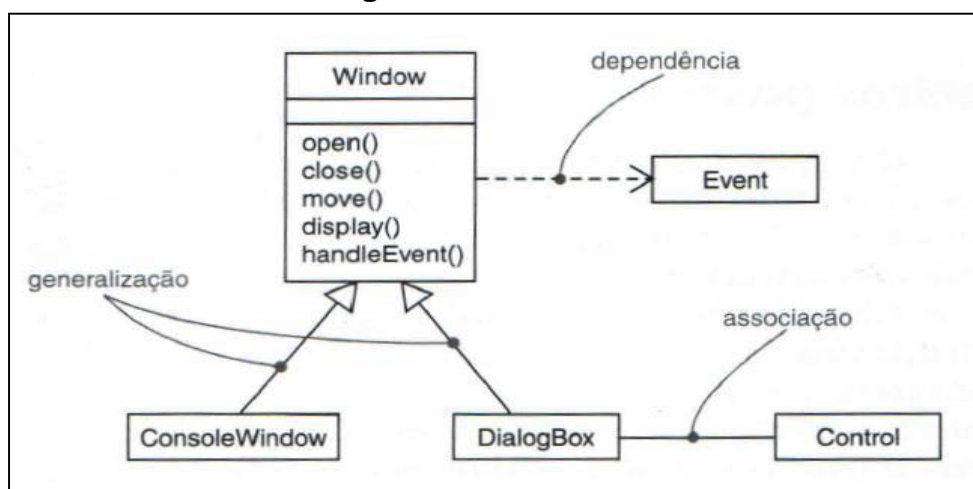 Window
open()
close()
move()
display()
handleEvent()
dependência
Event
generalização
associação
ConsoleWindow
DialogBox
Control